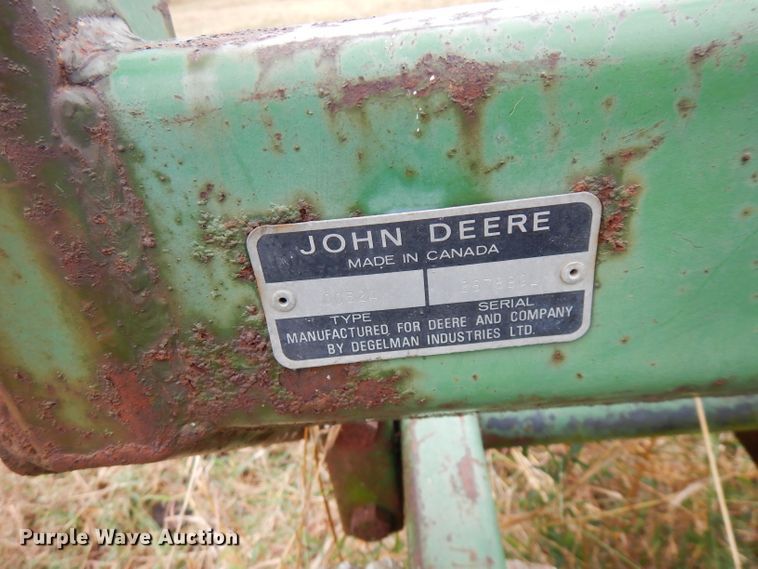 JOHN DEERE
MADE IN CANADA
TYPE SERIAL
MANUFACTURED FOR DEERE AND COMPANY
BY DEGELMAN INDUSTRIES LTD.
Purple Wave Auction®